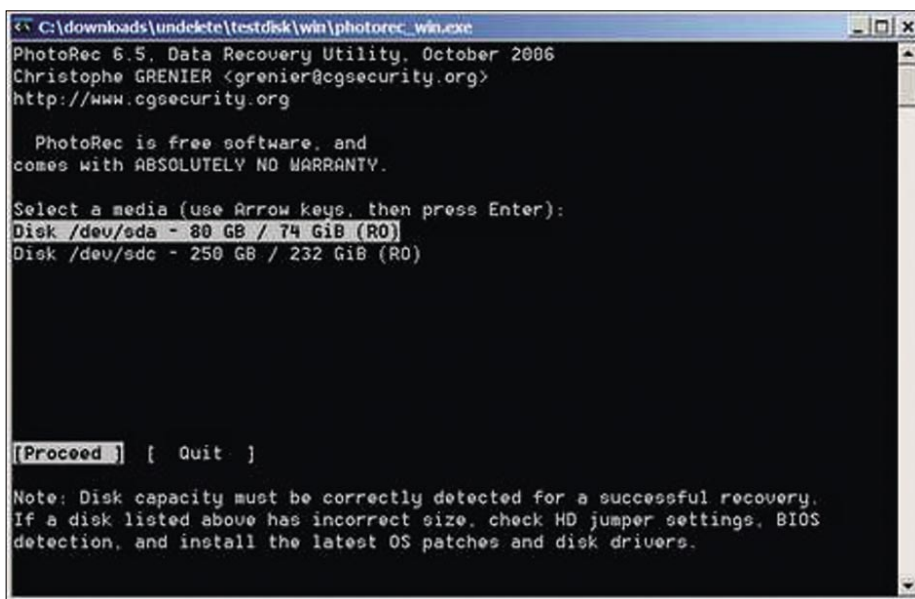 C:\downloads\undelete\testdisk\win\photorec_win.exe
PhotoRec 6.5, Data Recovery Utility, October 2006
Christophe GRENIER <grenier@cgsecurity.org>
http://www.cgsecurity.org
PhotoRec is free software, and
comes with ABSOLUTELY NO WARRANTY.
Select a media (use Arrow keys, then press Enter):
Disk /dev/sda - 80 GB / 74 GiB (RO)
Disk /dev/sdc - 250 GB / 232 GiB (RO)
[Proceed ] [ Quit ]
Note: Disk capacity must be correctly detected for a successful recovery.
If a disk listed above has incorrect size, check HD jumper settings, BIOS
detection, and install the latest OS patches and disk drivers.